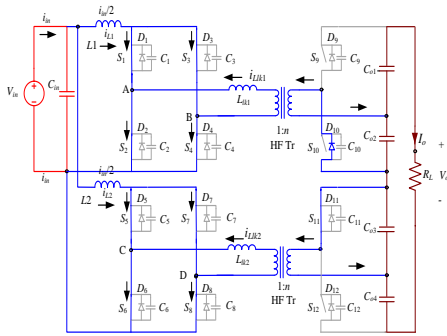 i_in i_in/2 D_1 D_3 D_9
L1 i_L1 i_Llk1 C_o1
S_1 C_1 S_3 C_3 S_9 C_9
V_in C_in A L_lk1
B I_o
D_2 D_4 1:n D_10 C_o2 +
S_2 C_2 S_4 C_4 HF Tr S_10 C_10 R_L V_o
i_in i_in/2 -
L2 i_L2 D_5 D_7 i_Llk2 S_11 D_11
S_5 C_5 S_7 C_7 C_11 C_o3
C L_lk2
D 1:n
D_6 D_8 HF Tr D_12 C_o4
S_6 C_6 S_8 C_8 S_12 C_12